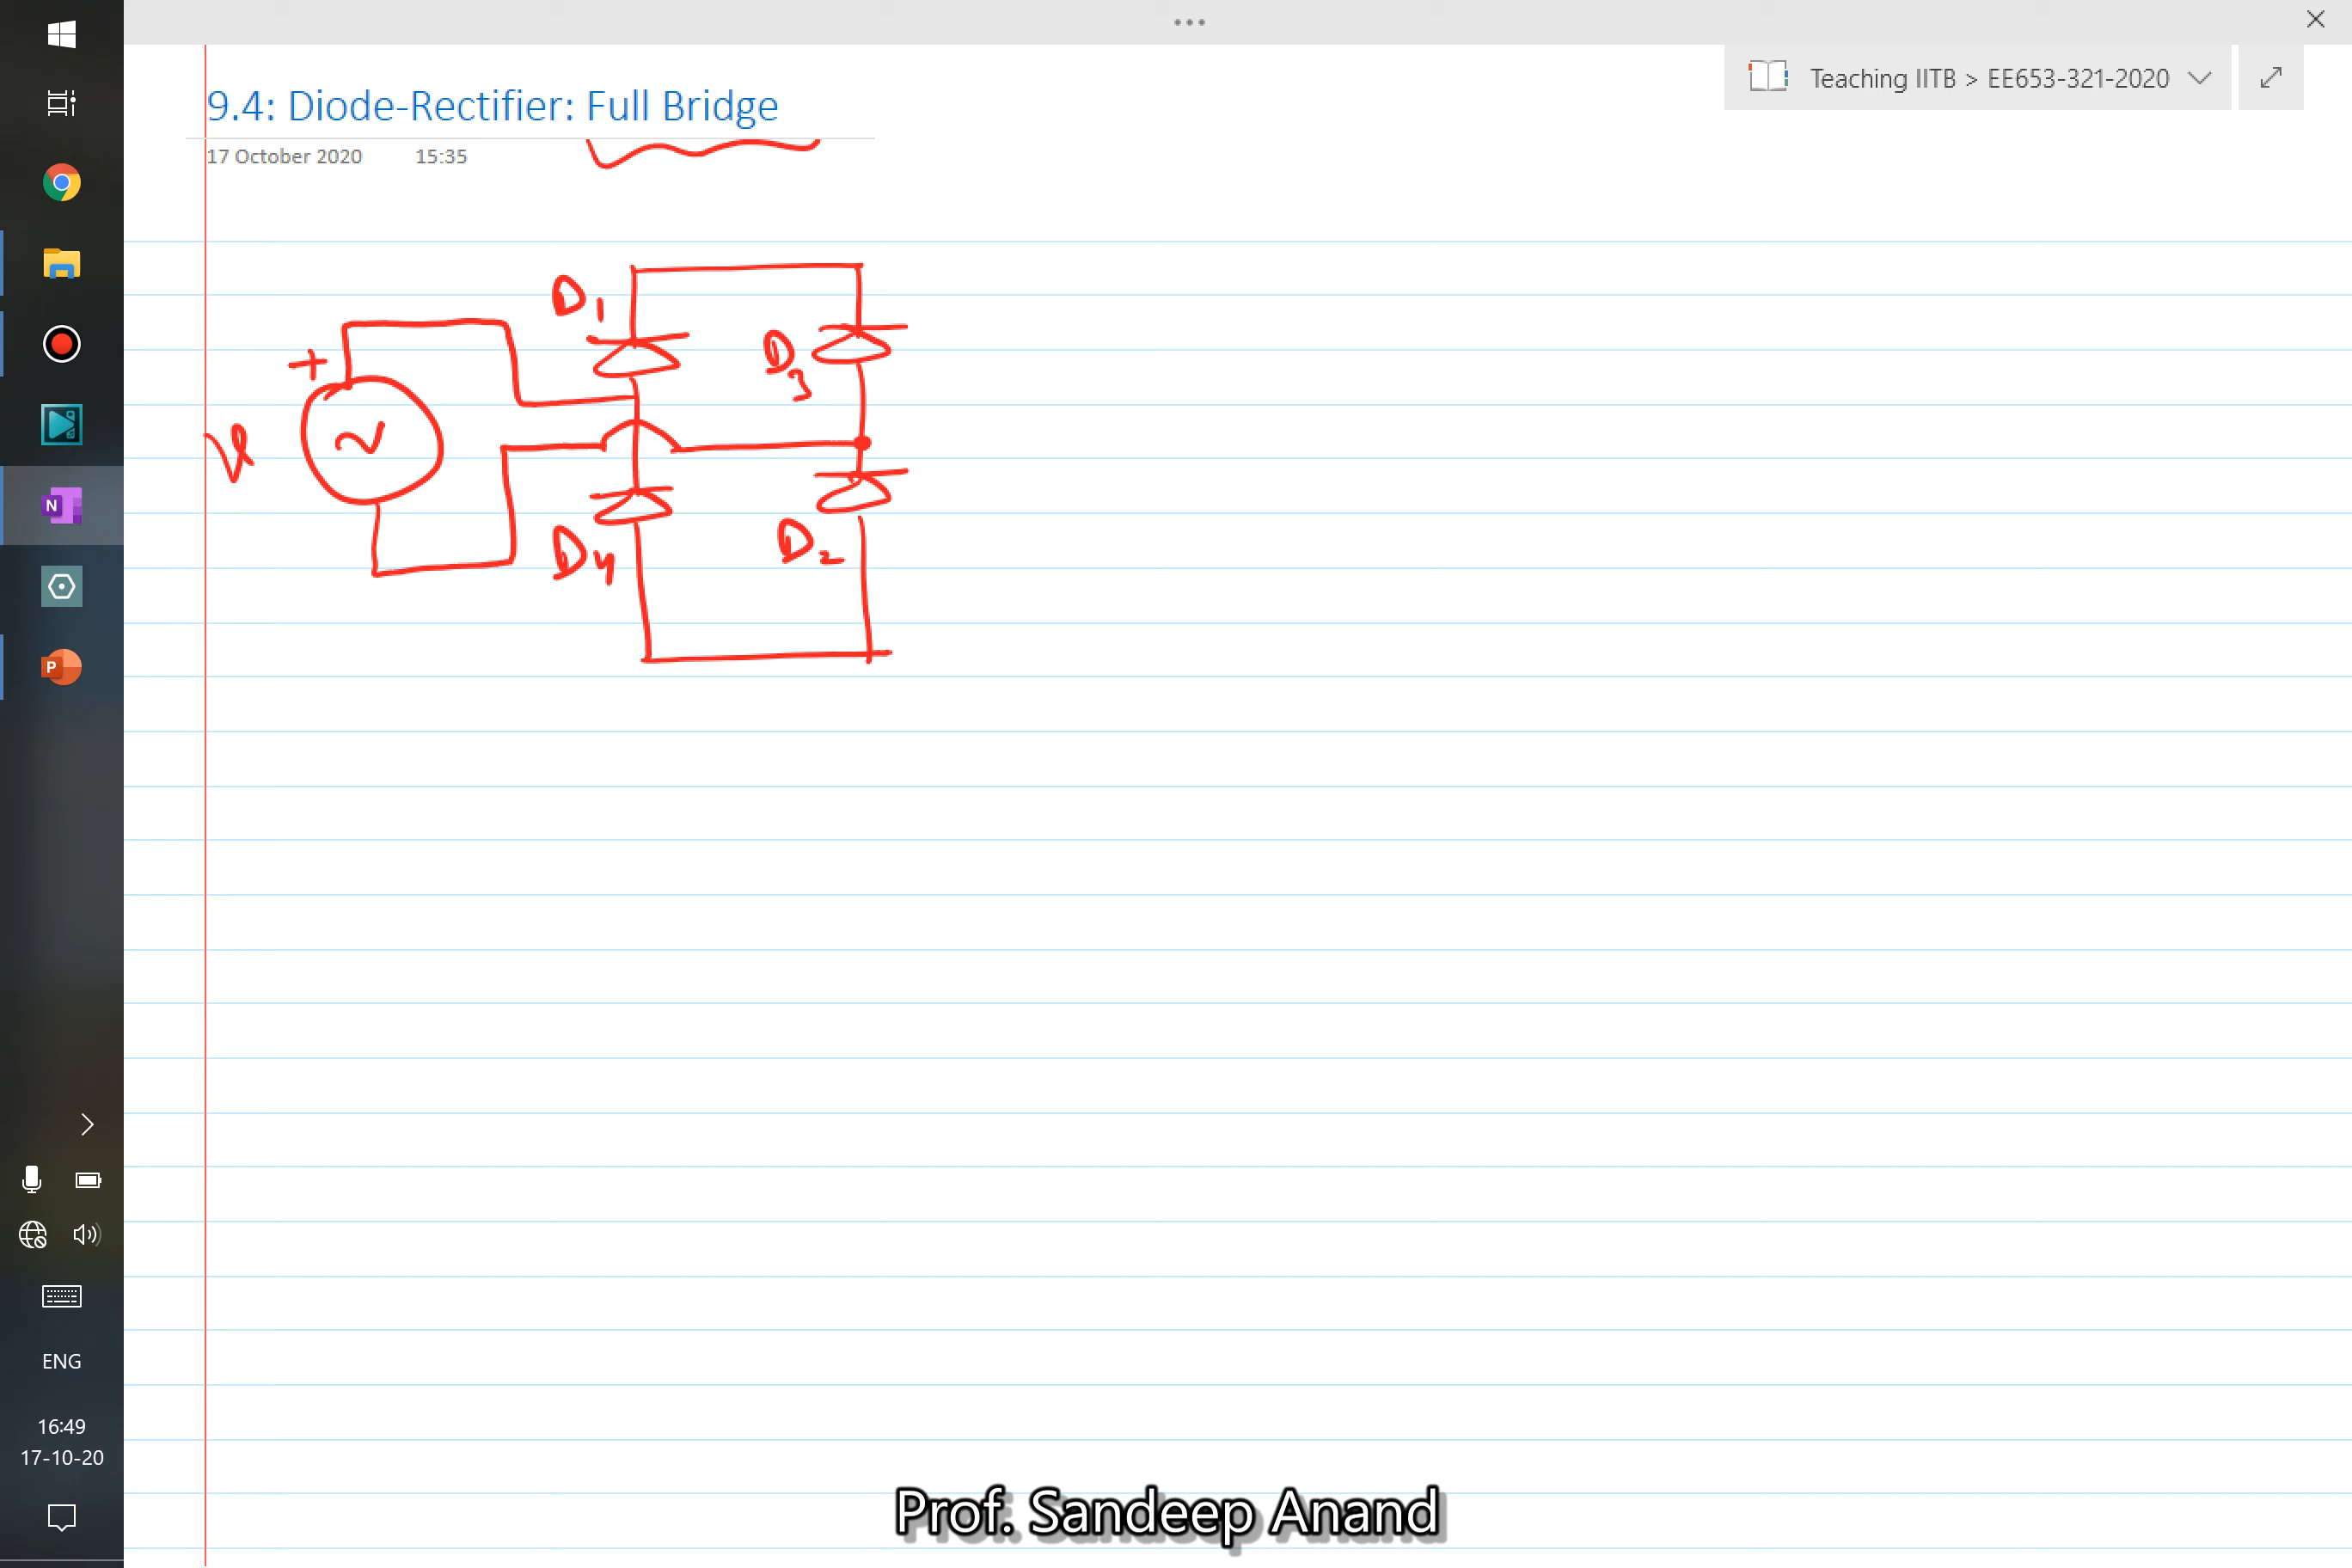 Teaching IITB > EE653-321-2020
9.4: Diode-Rectifier: Full Bridge
17 October 2020 15:35
D1
D3
+
D4
D2
N
P
ENG
16:49
17-10-20
Prof. Sandeep Anand